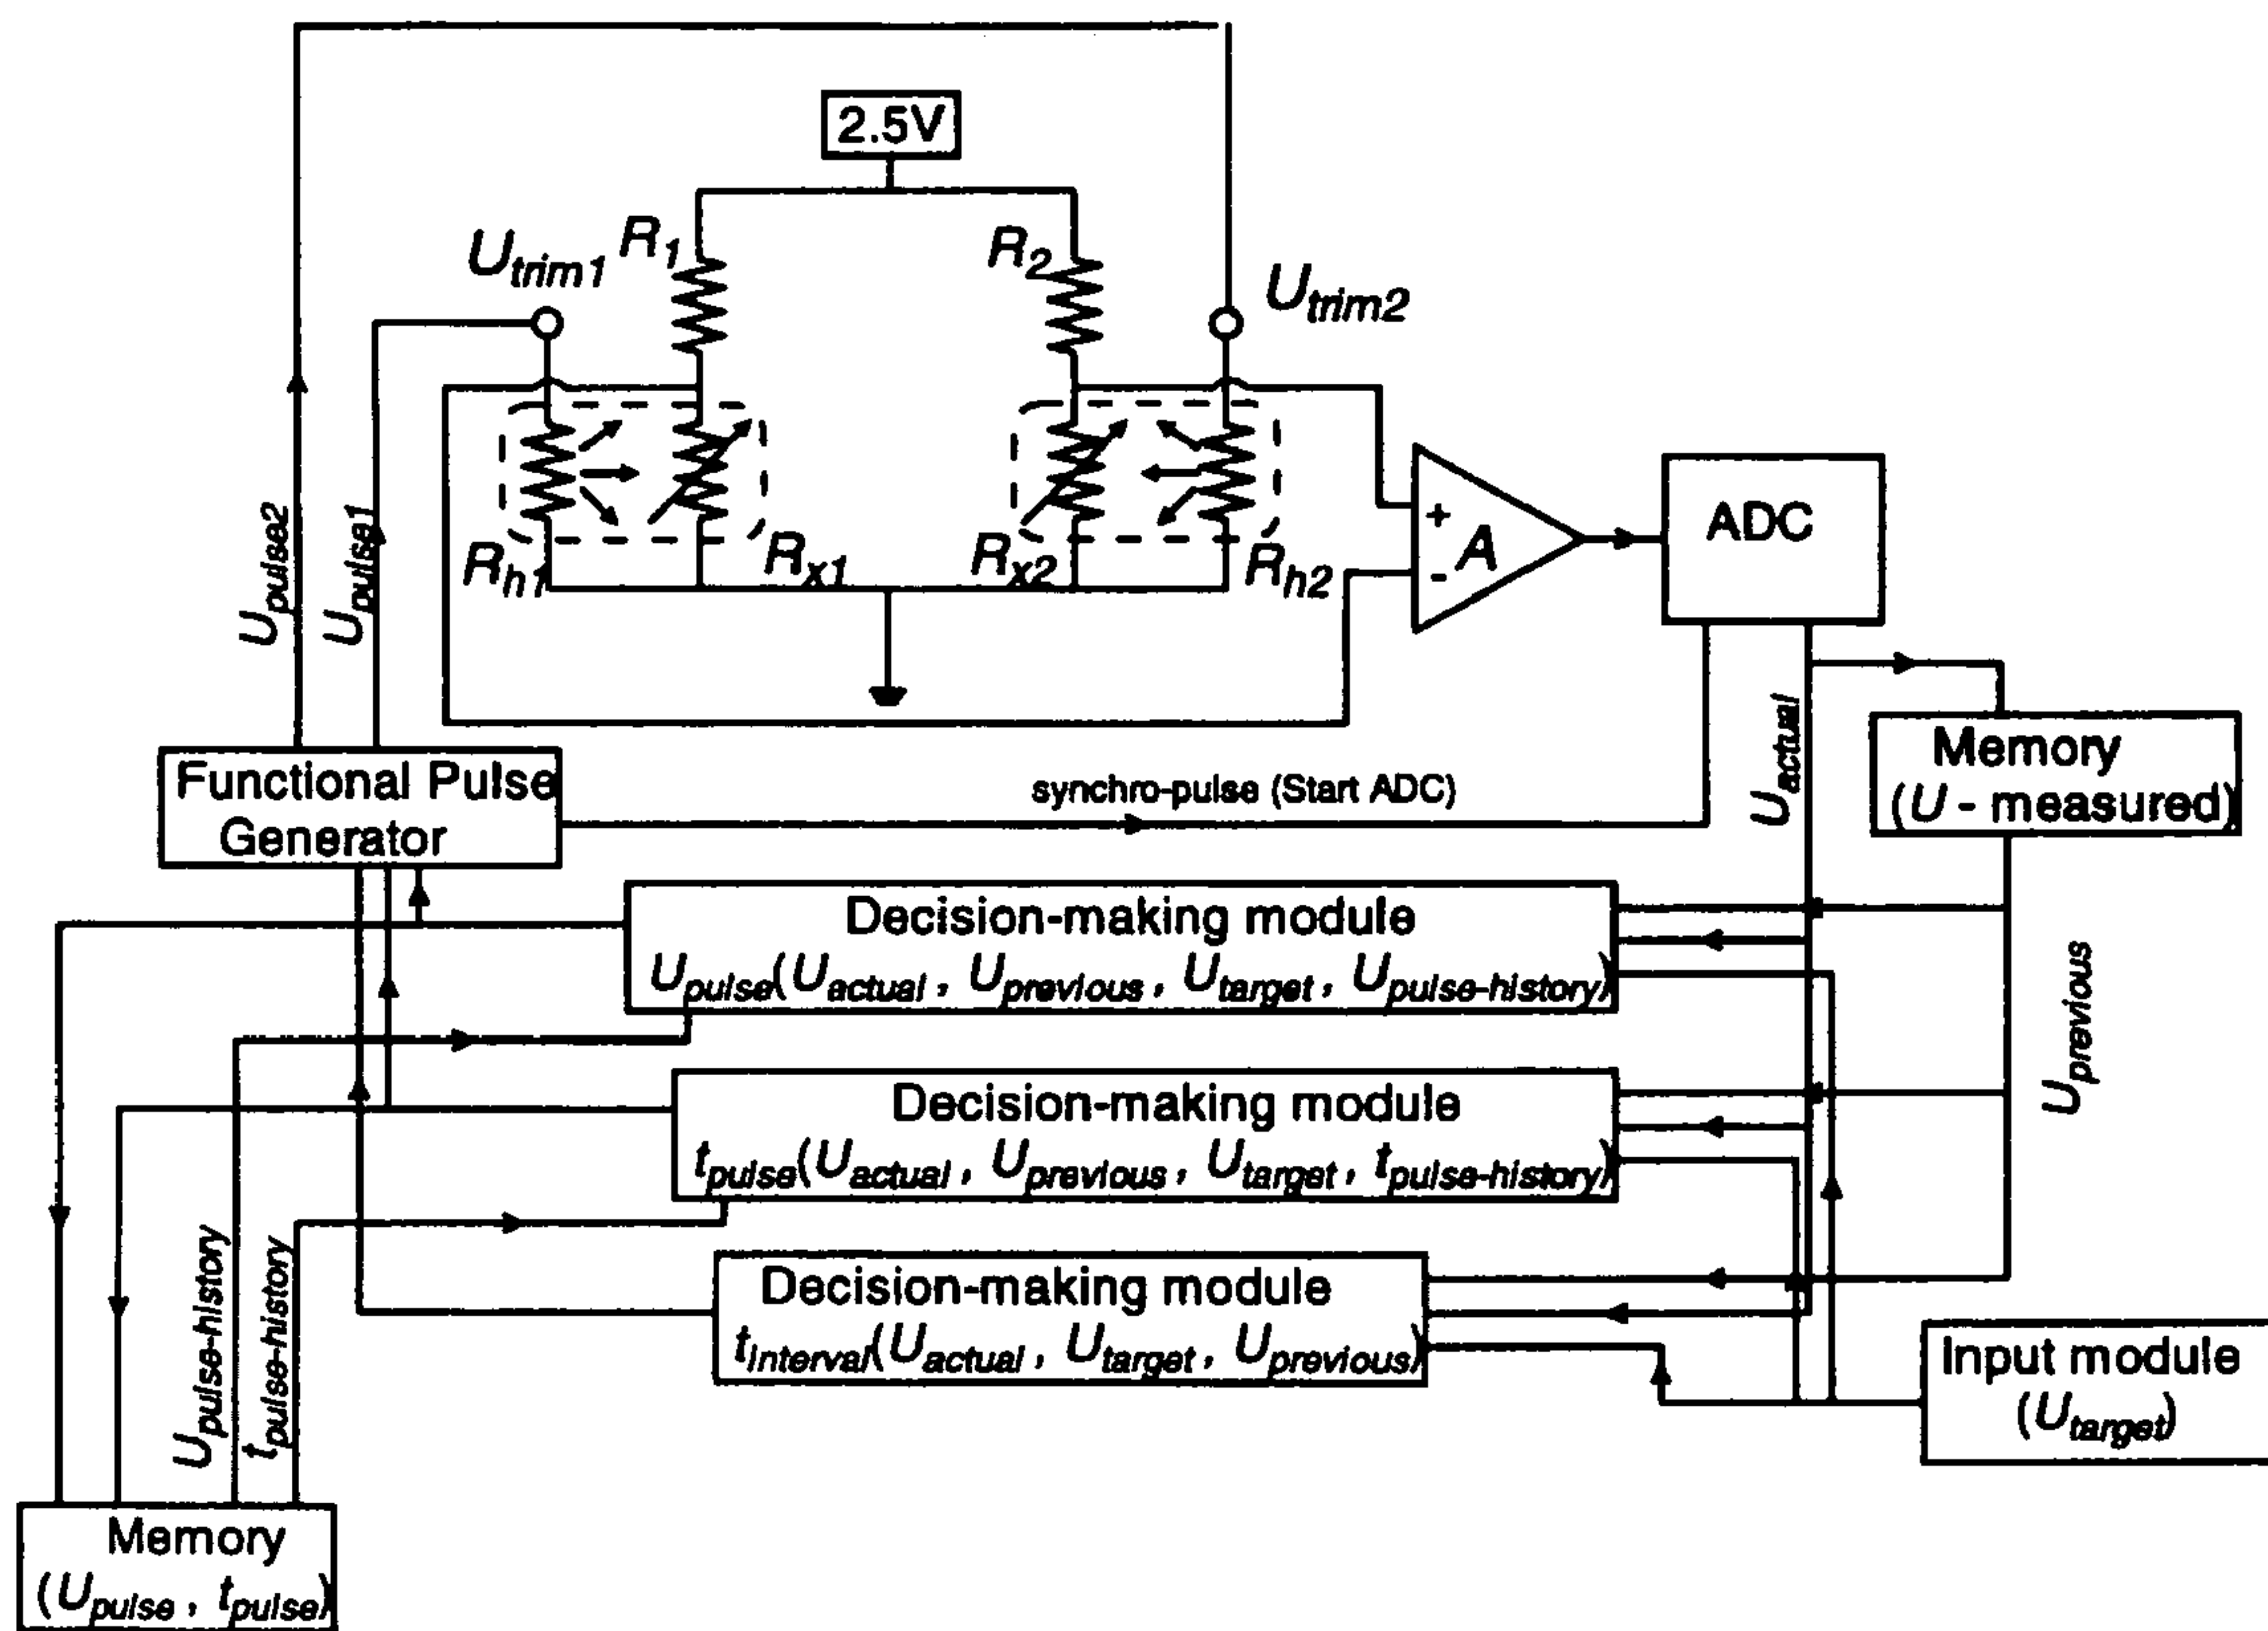 2.5V
U_trim1
R_1
R_2
U_trim2
R_h1
R_x1
R_x2
R_h2
+
-
A
ADC
U_pulse2
U_pulse1
U_actual
Memory
(U - measured)
Functional Pulse
Generator
synchro-pulse (Start ADC)
Decision-making module
U_pulse(U_actual, U_previous, U_target, U_pulse-history)
U_previous
Decision-making module
t_pulse(U_actual, U_previous, U_target, t_pulse-history)
U_pulse-history
t_pulse-history
Decision-making module
t_interval(U_actual, U_target, U_previous)
Input module
(U_target)
Memory
(U_pulse, t_pulse)